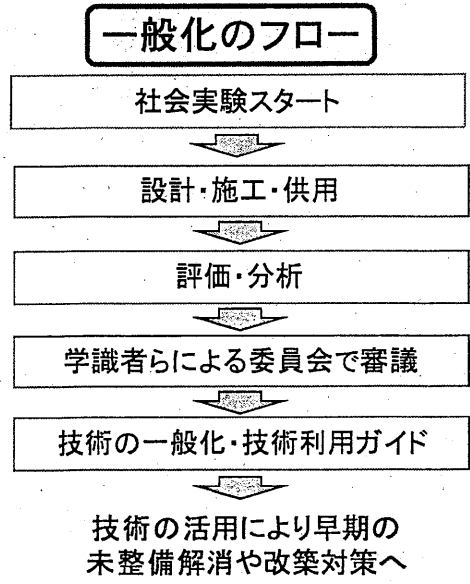 一般化のフロー
社会実験スタート
設計・施工・供用
評価・分析
学識者らによる委員会で審議
技術の一般化・技術利用ガイド
技術の活用により早期の
未整備解消や改築対策へ